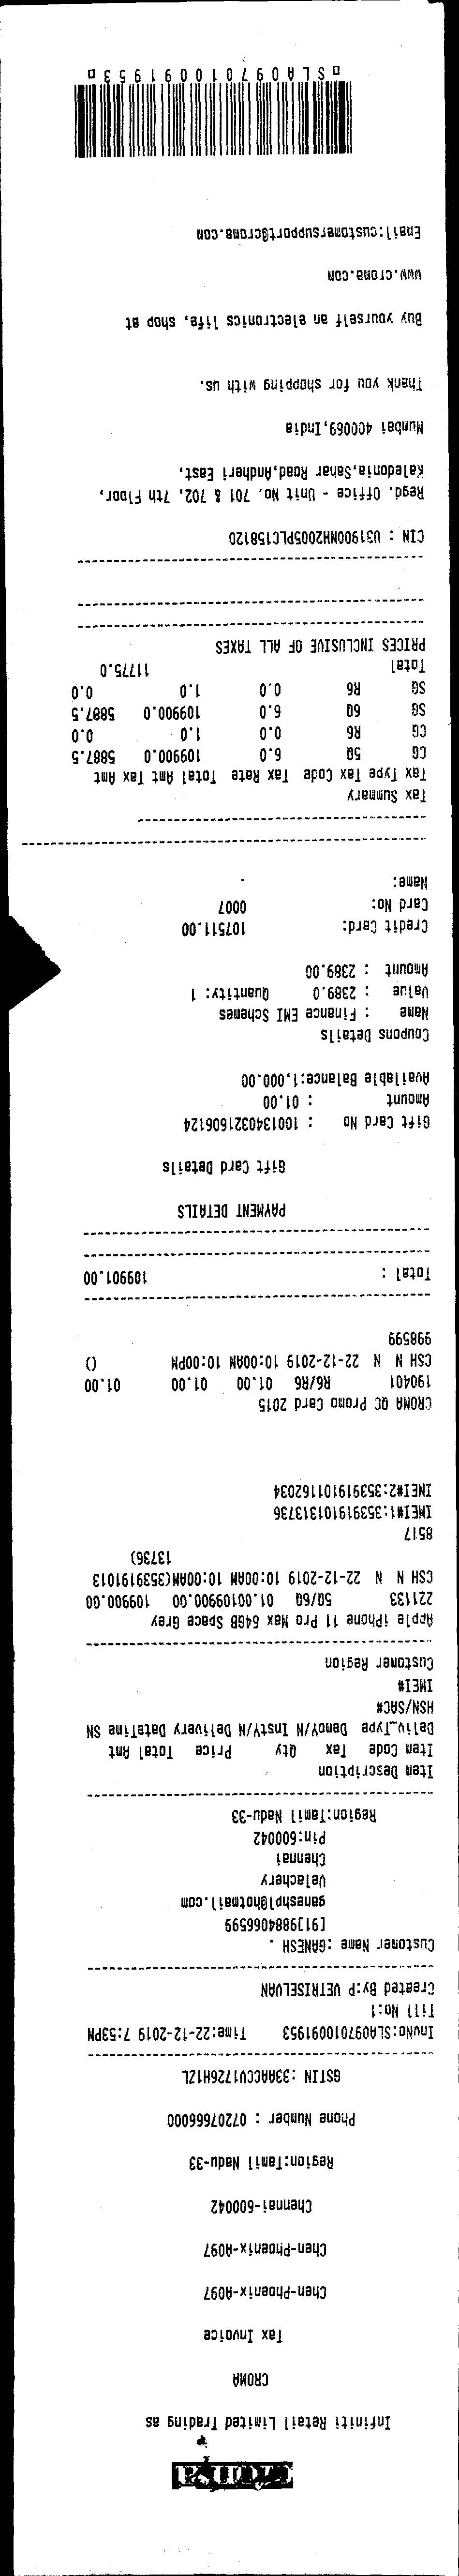 croma
Infiniti Retail Limited Trading as
CROMA
Tax Invoice
Chen-Phoenix-A097
Chen-Phoenix-A097
Chennai-600042
Region:Tamil Nadu-33
Phone Number : 07207666000
GSTIN :33AACCV1726H1ZL
InvNo:SLA097010091953 Time:22-12-2019 7:53PM
Till No:1
Created By:P VETRISELVAN
Customer Name :GANESH .
[91]9884066599
ganeshpl@hotmail.com
Velachery
Chennai
Pin:600042
Region:Tamil Nadu-33
Item Description
Item Code Tax Qty Price Total Amt
Deliv_Type DemoY/N InstY/N Delivery DateTime SN
HSN/SAC#
IMEI#
Customer Region
Apple iPhone 11 Pro Max 64GB Space Grey
221133 5Q/6Q 01.00109900.00 109900.00
CSH N N 22-12-2019 10:00AM 10:00AM(3539191013
13736)
8517
IMEI#1:353919101313736
IMEI#2:353919101162034
CROMA QC Promo Card 2015
190401 R6/R6 01.00 01.00 01.00
CSH N N 22-12-2019 10:00AM 10:00PM ()
998599
Total : 109901.00
PAYMENT DETAILS
Gift Card Details
Gift Card No : 1001340321606124
Amount : 01.00
Available Balance:1,000.00
Coupons Details
Name : Finance EMI Schemes
Value : 2389.0 Quantity: 1
Amount : 2389.00
Credit Card: 107511.00
Card No: 0007
Name: .
Tax Summary
Tax Type Tax Code Tax Rate Total Amt Tax Amt
CG 5Q 6.0 109900.0 5887.5
CG R6 0.0 1.0 0.0
SG 6Q 6.0 109900.0 5887.5
SG R6 0.0 1.0 0.0
Total 11775.0
PRICES INCLUSIVE OF ALL TAXES
CIN : U31900MH2005PLC158120
Regd. Office - Unit No. 701 & 702, 7th Floor,
Kaledonia,Sahar Road,Andheri East,
Mumbai 400069,India
Thank you for shopping with us.
Buy yourself an electronics life, shop at
www.croma.com
Email:customersupport@croma.com
SLA097010091953